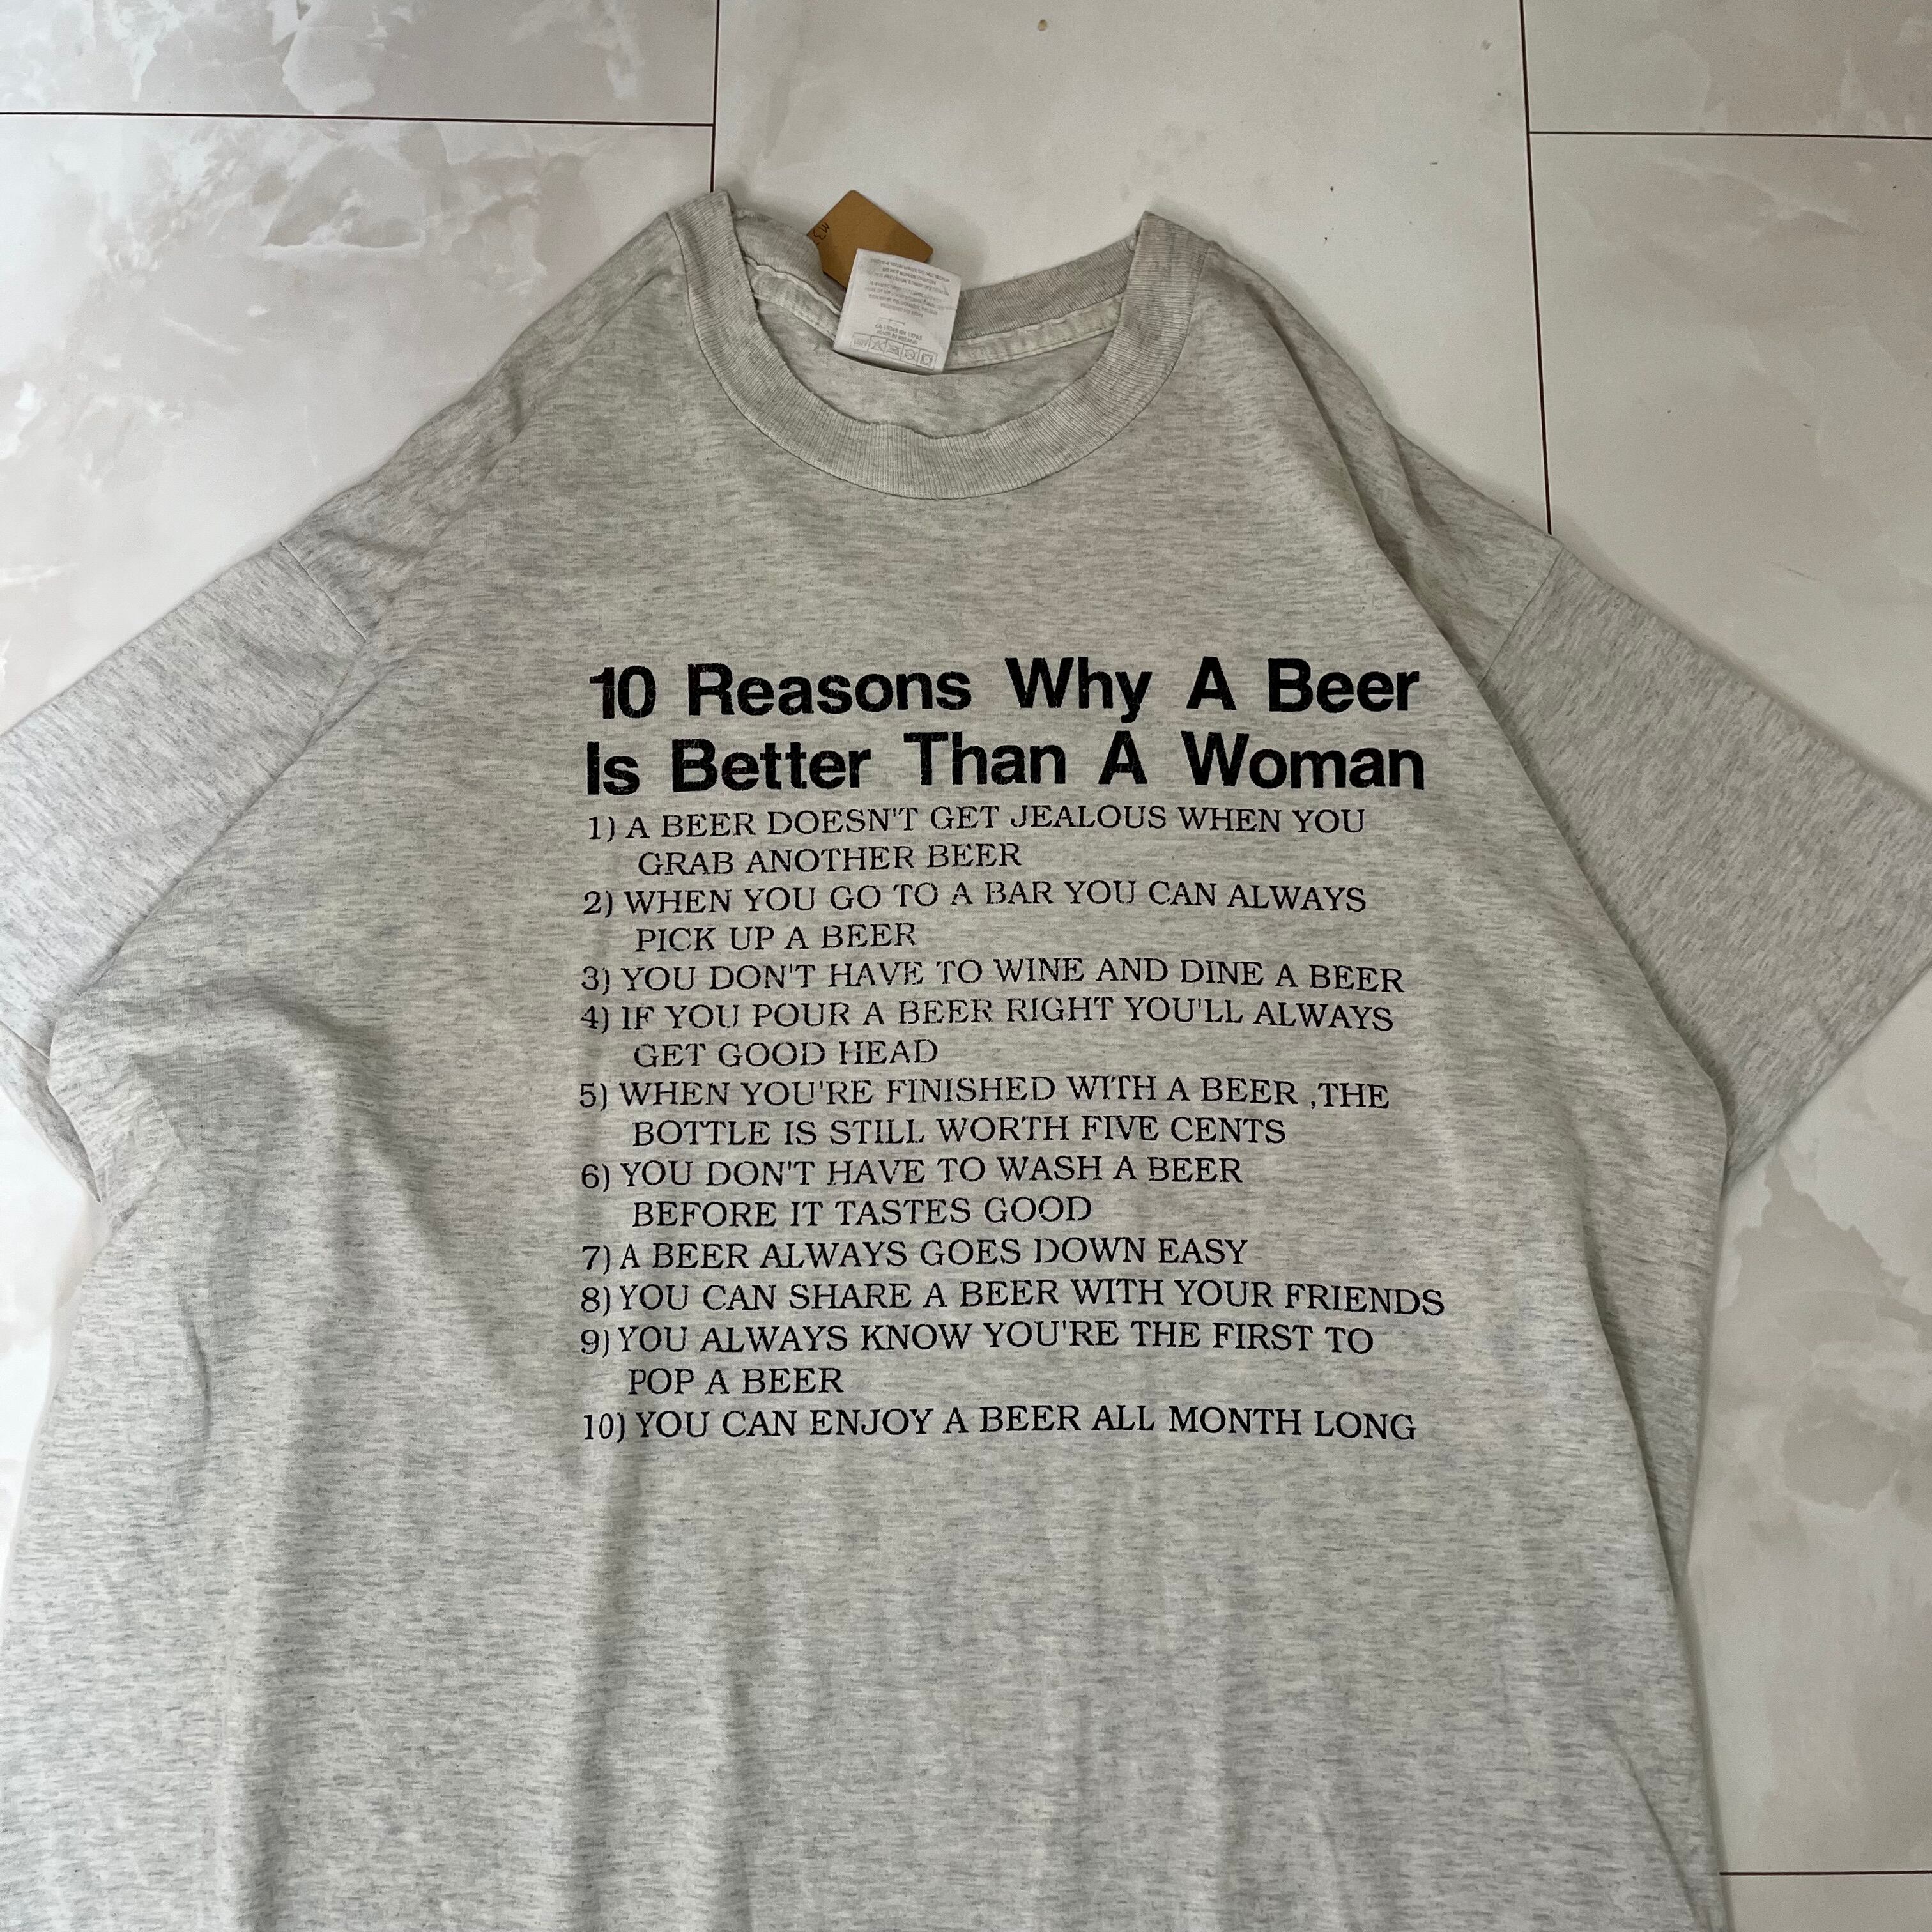 10 Reasons Why A Beer
Is Better Than A Woman
1) A BEER DOESN'T GET JEALOUS WHEN YOU
GRAB ANOTHER BEER
2) WHEN YOU GO TO A BAR YOU CAN ALWAYS
PICK UP A BEER
3) YOU DON'T HAVE TO WINE AND DINE A BEER
4) IF YOU POUR A BEER RIGHT YOU'LL ALWAYS
GET GOOD HEAD
5) WHEN YOU'RE FINISHED WITH A BEER ,THE
BOTTLE IS STILL WORTH FIVE CENTS
6) YOU DON'T HAVE TO WASH A BEER
BEFORE IT TASTES GOOD
7) A BEER ALWAYS GOES DOWN EASY
8) YOU CAN SHARE A BEER WITH YOUR FRIENDS
9) YOU ALWAYS KNOW YOU'RE THE FIRST TO
POP A BEER
10) YOU CAN ENJOY A BEER ALL MONTH LONG